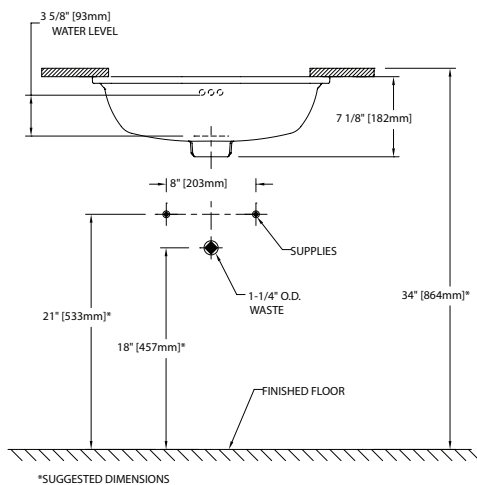 3 5/8" [93mm]
WATER LEVEL
7 1/8" [182mm]
8" [203mm]
SUPPLIES
1-1/4" O.D.
WASTE
34" [864mm]*
21" [533mm]*
18" [457mm]*
FINISHED FLOOR
*SUGGESTED DIMENSIONS